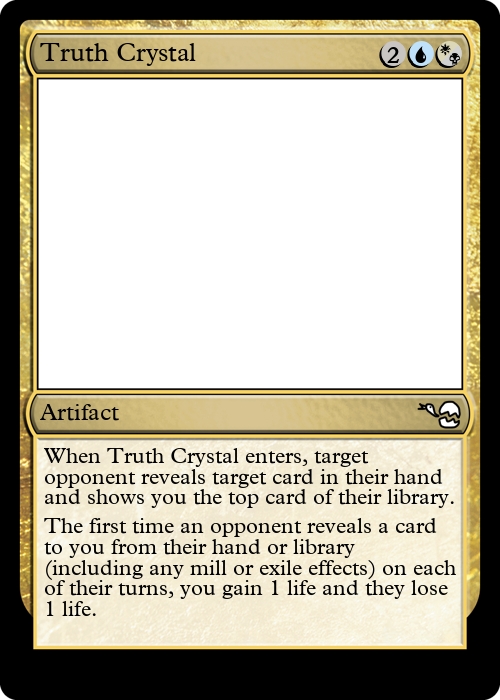 Truth Crystal 2
Artifact
When Truth Crystal enters, target
opponent reveals target card in their hand
and shows you the top card of their library.
The first time an opponent reveals a card
to you from their hand or library
(including any mill or exile effects) on each
of their turns, you gain 1 life and they lose
1 life.